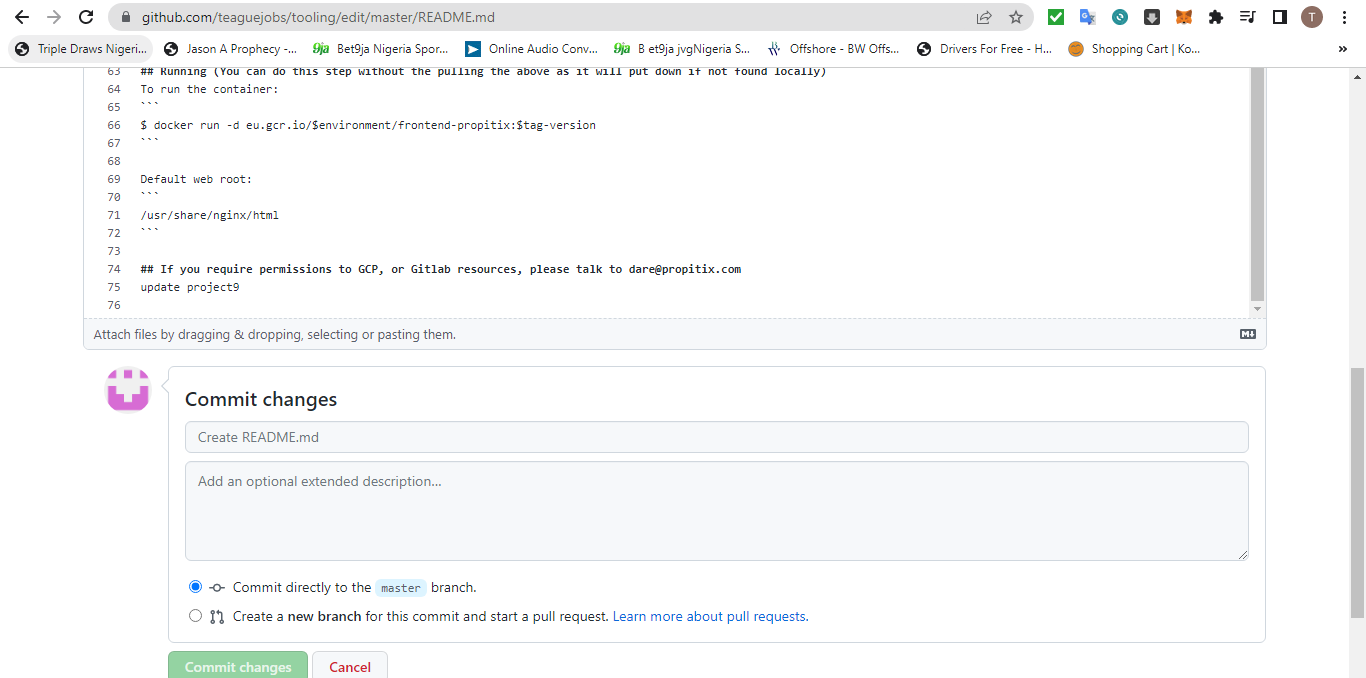 github.com/teaguejobs/tooling/edit/master/README.md
T
Triple Draws Nigeri... Jason A Prophecy -... 9ja Bet9ja Nigeria Spor... Online Audio Conv... 9ja B et9ja jvgNigeria S... Offshore - BW Offs... Drivers For Free - H... Shopping Cart | Ko... »
63 ## Running (You can do this step without the pulling the above as it will put down if not found locally)
64 To run the container:
65 ```
66 $ docker run -d eu.gcr.io/$environment/frontend-propitix:$tag-version
67 ```
68
69 Default web root:
70 ```
71 /usr/share/nginx/html
72 ```
73
74 ## If you require permissions to GCP, or Gitlab resources, please talk to dare@propitix.com
75 update project9
76
Attach files by dragging & dropping, selecting or pasting them.
Commit changes
Create README.md
Add an optional extended description...
Commit directly to the master branch.
Create a new branch for this commit and start a pull request. Learn more about pull requests.
Commit changes Cancel